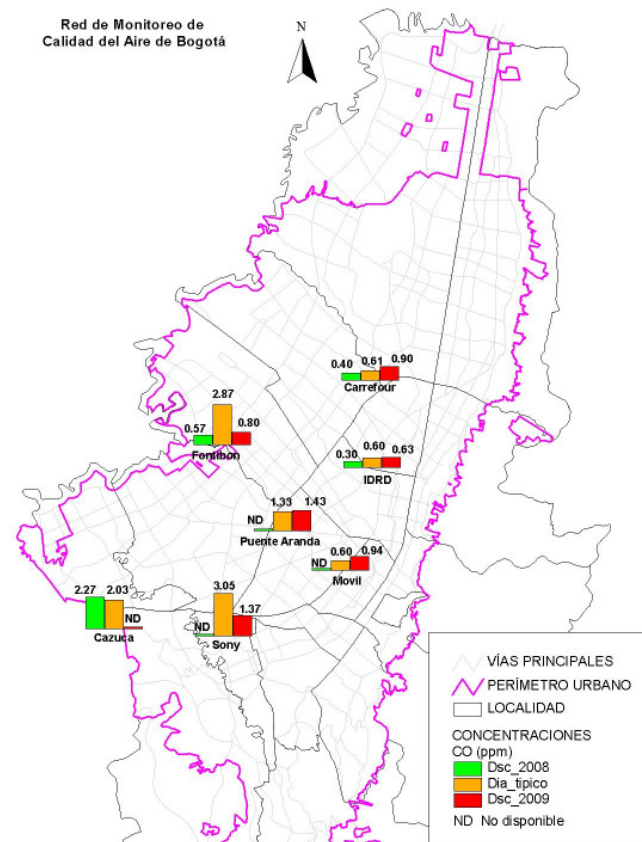 Red de Monitoreo de
Calidad del Aire de Bogotá
N
0.40 0.61 0.90
Carrefour
0.57 2.87 0.80
Fontibon
0.30 0.60 0.63
IDRD
ND 1.33 1.43
Puente Aranda
ND 0.60 0.94
Movil
2.27 2.03 ND
Cazuca
ND 3.05 1.37
Sony
VÍAS PRINCIPALES
PERÍMETRO URBANO
LOCALIDAD
CONCENTRACIONES
CO (ppm)
Dsc_2008
Dia_tipico
Dsc_2009
ND No disponible